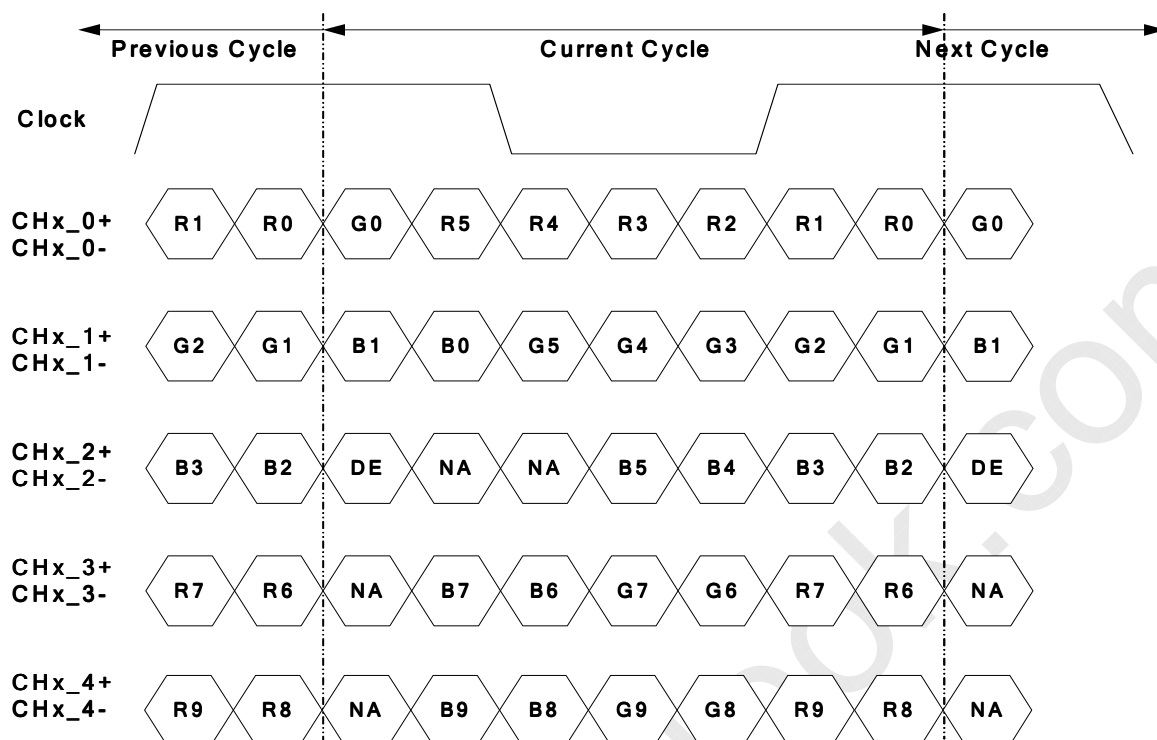 Previous Cycle Current Cycle Next Cycle
Clock
CHx_0+
CHx_0-
R1 R0 G0 R5 R4 R3 R2 R1 R0 G0
CHx_1+
CHx_1-
G2 G1 B1 B0 G5 G4 G3 G2 G1 B1
CHx_2+
CHx_2-
B3 B2 DE NA NA B5 B4 B3 B2 DE
CHx_3+
CHx_3-
R7 R6 NA B7 B6 G7 G6 R7 R6 NA
CHx_4+
CHx_4-
R9 R8 NA B9 B8 G9 G8 R9 R8 NA